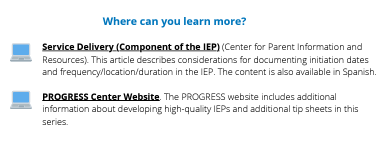 Where can you learn more?
Service Delivery (Component of the IEP) (Center for Parent Information and
Resources). This article describes considerations for documenting initiation dates
and frequency/location/duration in the IEP. The content is also available in Spanish.
PROGRESS Center Website. The PROGRESS website includes additional
information about developing high-quality IEPs and additional tip sheets in this
series.